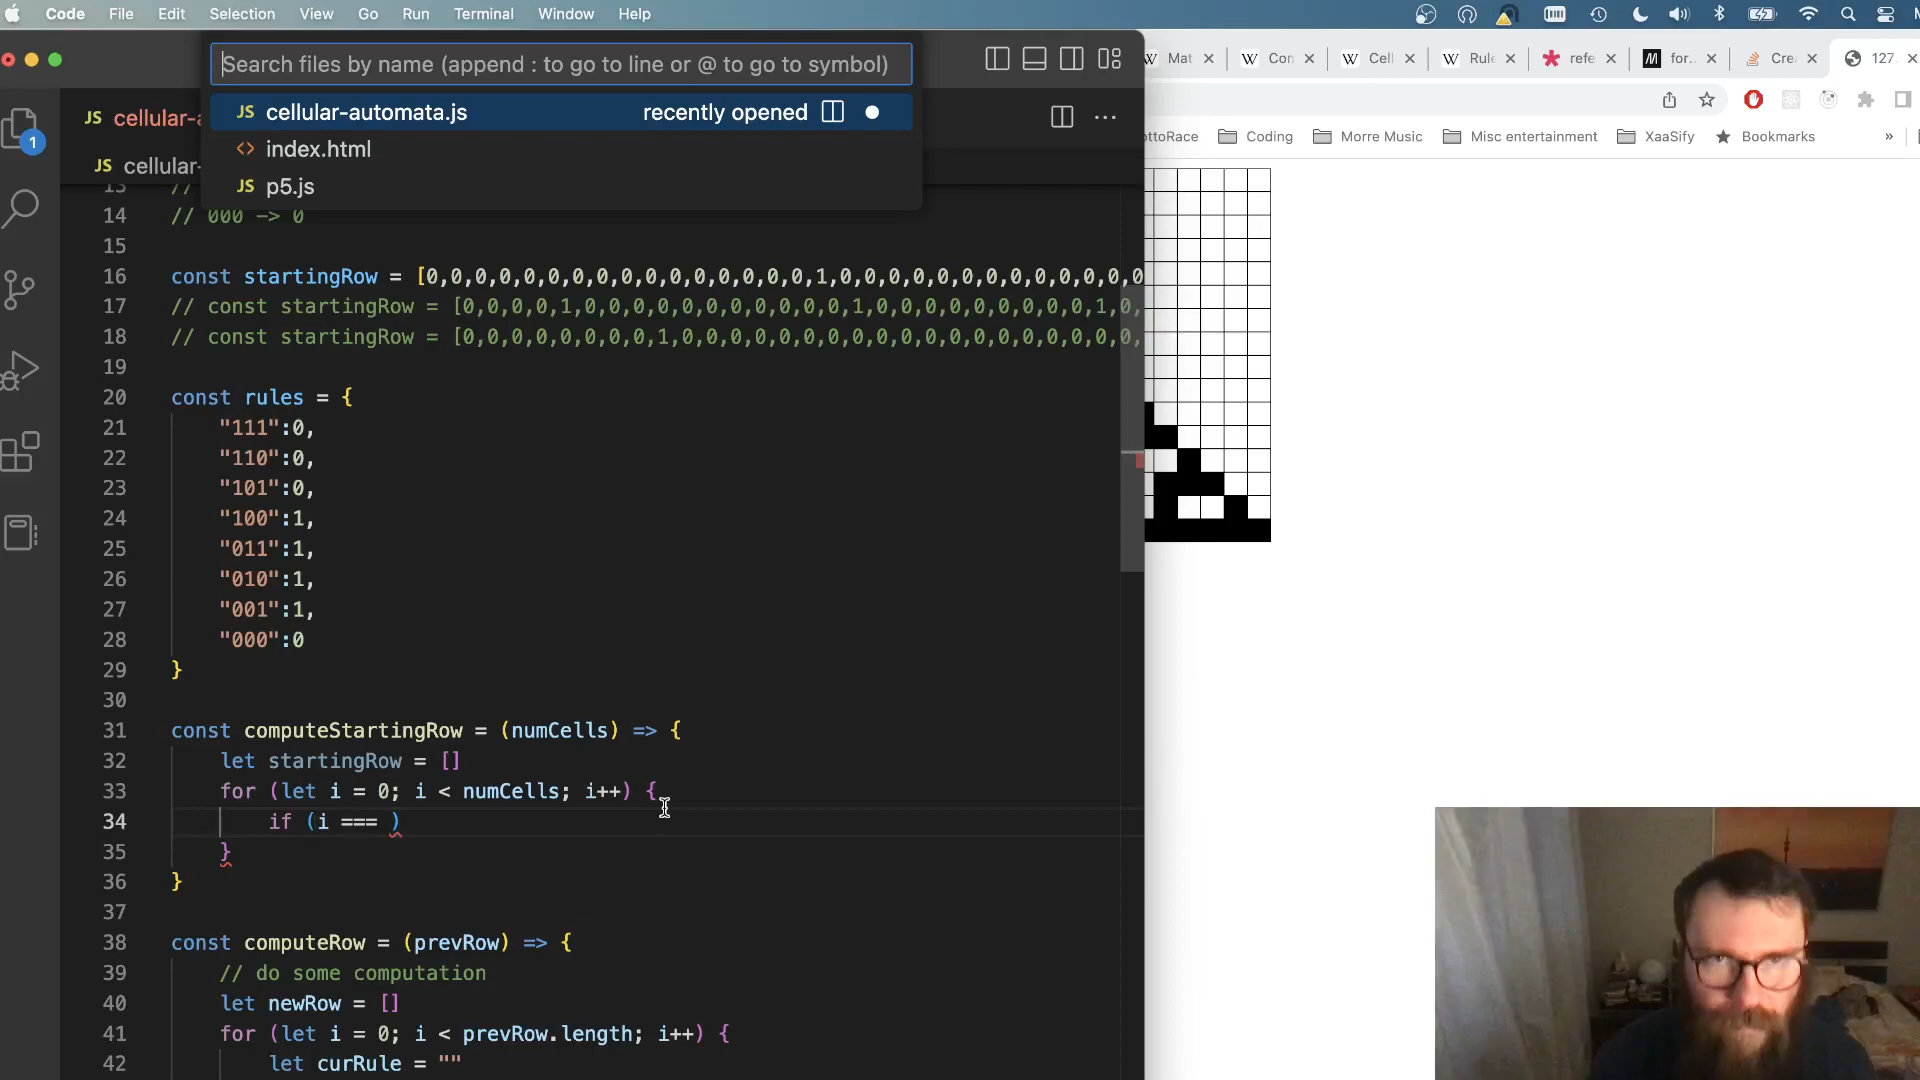 Code File Edit Selection View Go Run Terminal Window Help
Search files by name (append : to go to line or @ to go to symbol)
JS cellular-automata.js recently opened
<> index.html
JS p5.js
JS cellular-a
JS cellular-
1
Mat Con Cell Rul refe for… Cre 127.
ottoRace Coding Morre Music Misc entertainment XaaSify Bookmarks »
13 //
14 // 000 -> 0
15
16 const startingRow = [0,0,0,0,0,0,0,0,0,0,0,0,0,0,0,0,1,0,0,0,0,0,0,0,0,0,0,0,0,0
17 // const startingRow = [0,0,0,0,1,0,0,0,0,0,0,0,0,0,0,0,1,0,0,0,0,0,0,0,0,0,1,0,
18 // const startingRow = [0,0,0,0,0,0,0,0,1,0,0,0,0,0,0,0,0,0,0,0,0,0,0,0,0,0,0,0,
19
20 const rules = {
21 "111":0,
22 "110":0,
23 "101":0,
24 "100":1,
25 "011":1,
26 "010":1,
27 "001":1,
28 "000":0
29 }
30
31 const computeStartingRow = (numCells) => {
32 let startingRow = []
33 for (let i = 0; i < numCells; i++) {
34 if (i === )
35 }
36 }
37
38 const computeRow = (prevRow) => {
39 // do some computation
40 let newRow = []
41 for (let i = 0; i < prevRow.length; i++) {
42 let curRule = ""